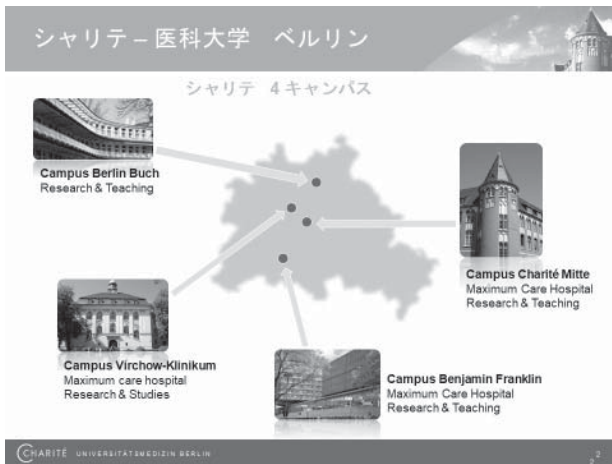 シャリテ – 医科大学　ベルリン
シャリテ　4キャンパス
Campus Berlin Buch
Research & Teaching
Campus Charité Mitte
Maximum Care Hospital
Research & Teaching
Campus Virchow-Klinikum
Maximum care hospital
Research & Studies
Campus Benjamin Franklin
Maximum Care Hospital
Research & Teaching
CHARITÉ UNIVERSITÄTSMEDIZIN BERLIN
2
2